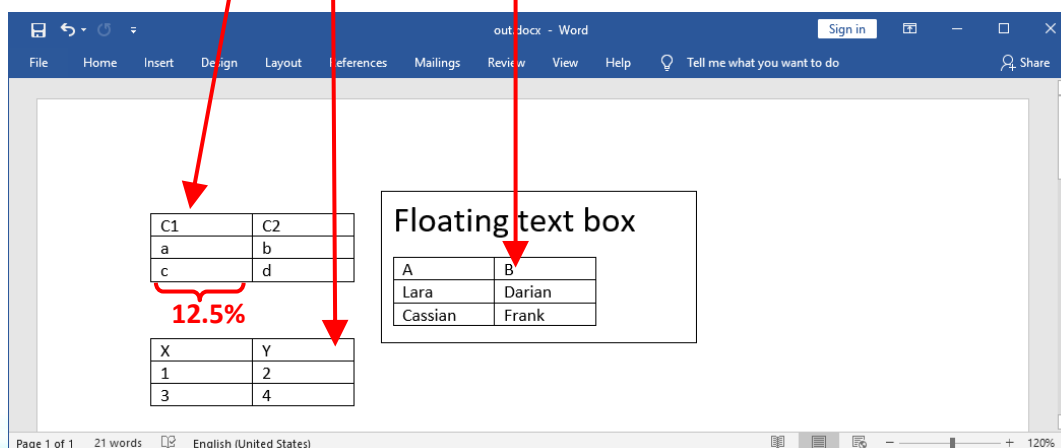 out.docx - Word Sign in
File Home Insert Design Layout References Mailings Review View Help Tell me what you want to do Share
C1 C2
a b
c d
12.5%
X Y
1 2
3 4
Floating text box
A B
Lara Darian
Cassian Frank
Page 1 of 1 21 words English (United States) 120%